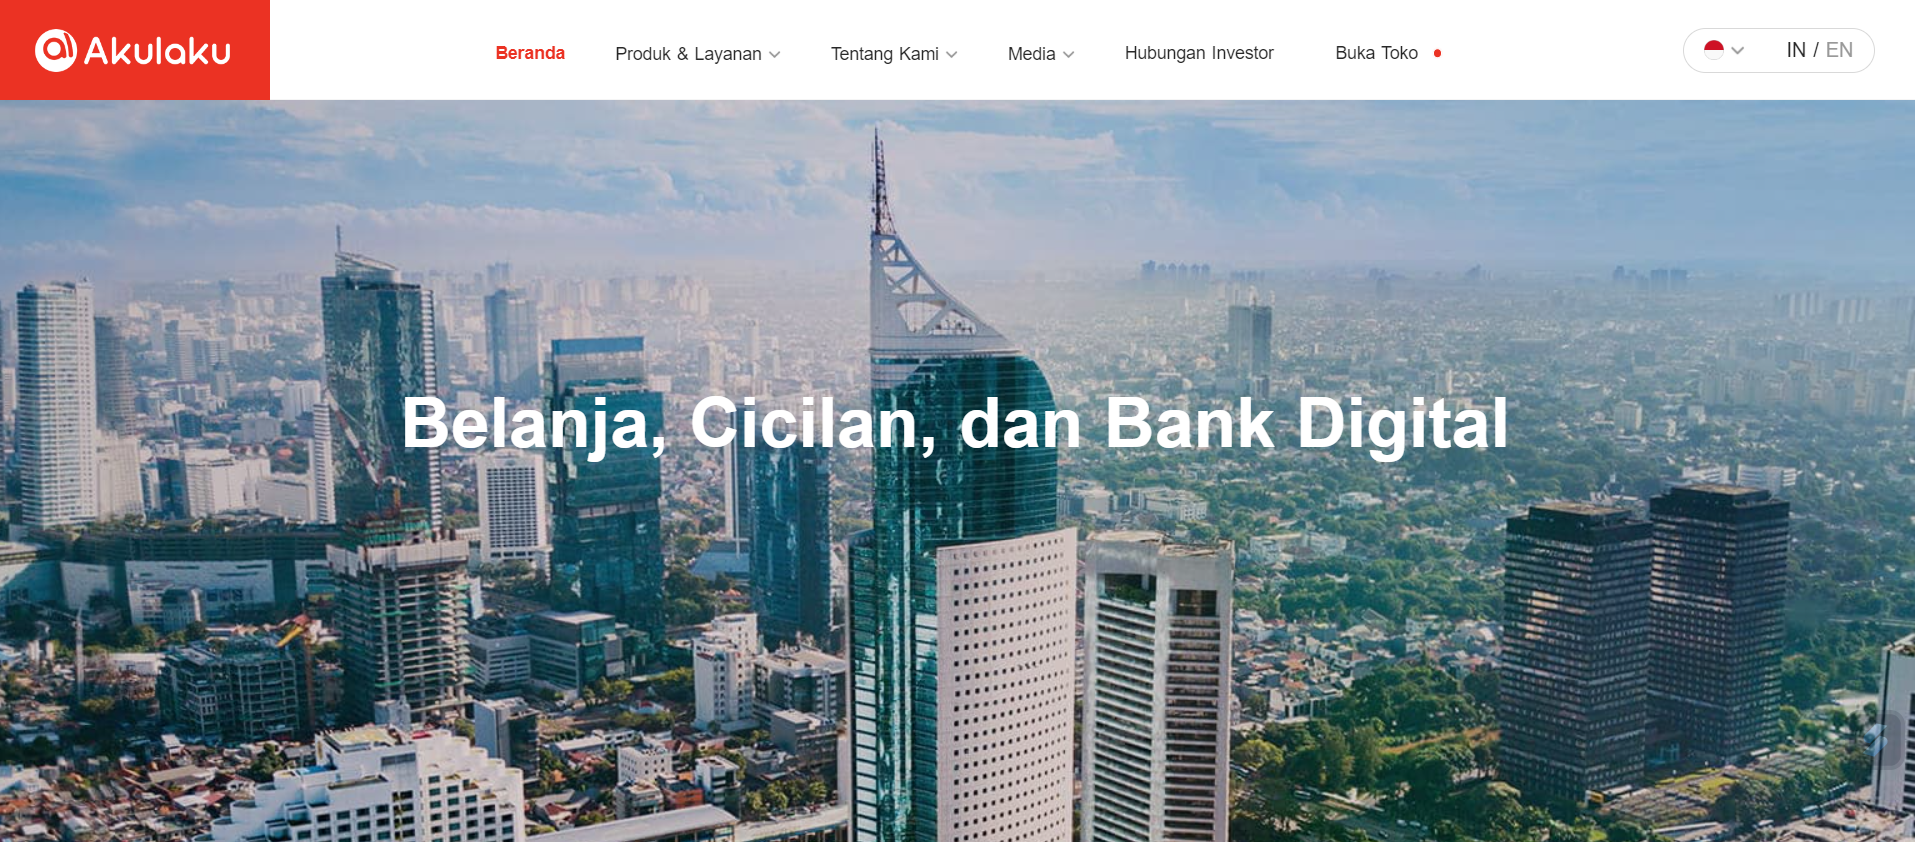 Akulaku
Beranda
Produk & Layanan
Tentang Kami
Media
Hubungan Investor
Buka Toko
IN / EN
Belanja, Cicilan, dan Bank Digital